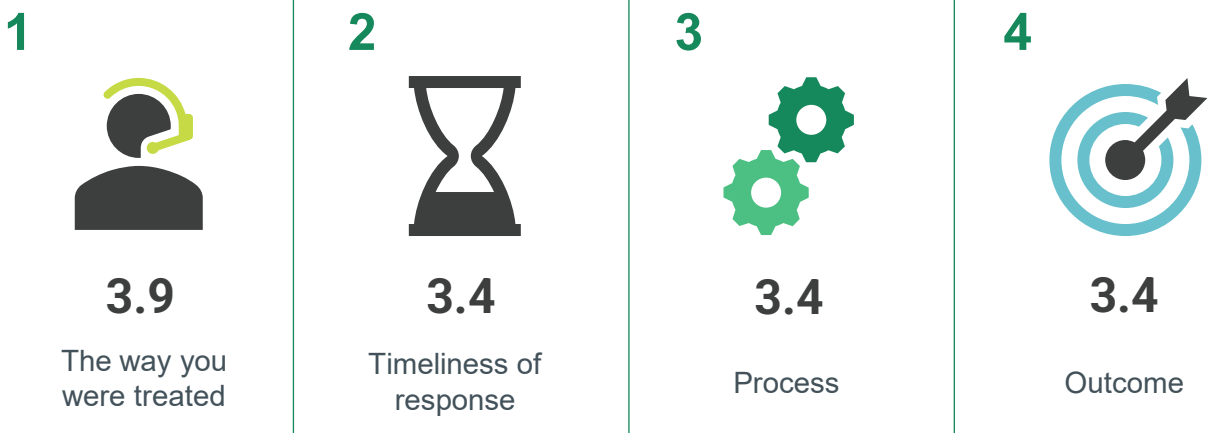 1
3.9
The way you
were treated
2
3.4
Timeliness of
response
3
3.4
Process
4
3.4
Outcome